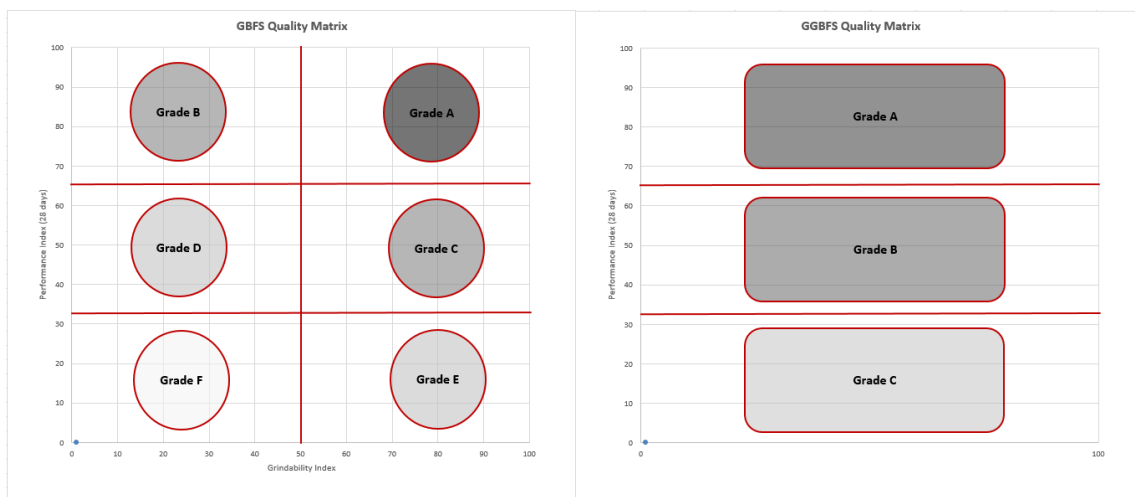 GBFS Quality Matrix
100
90
80
70
60
50
40
30
20
10
0
Performance Index (28 days)
Grade B
Grade A
Grade D
Grade C
Grade F
Grade E
0 10 20 30 40 50 60 70 80 90 100
Grindability Index
GGBFS Quality Matrix
100
90
80
70
60
50
40
30
20
10
0
Performance Index (28 days)
Grade A
Grade B
Grade C
0 100